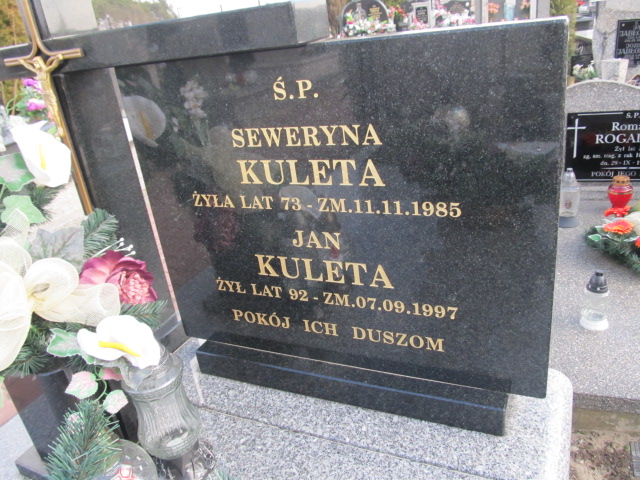 Ś.P.
SEWERYNA
KULETA
ŻYŁA LAT 73 - ZM.11.11.1985
JAN
KULETA
ŻYŁ LAT 92 - ZM.07.09.1997
POKÓJ ICH DUSZOM
Ś.P.